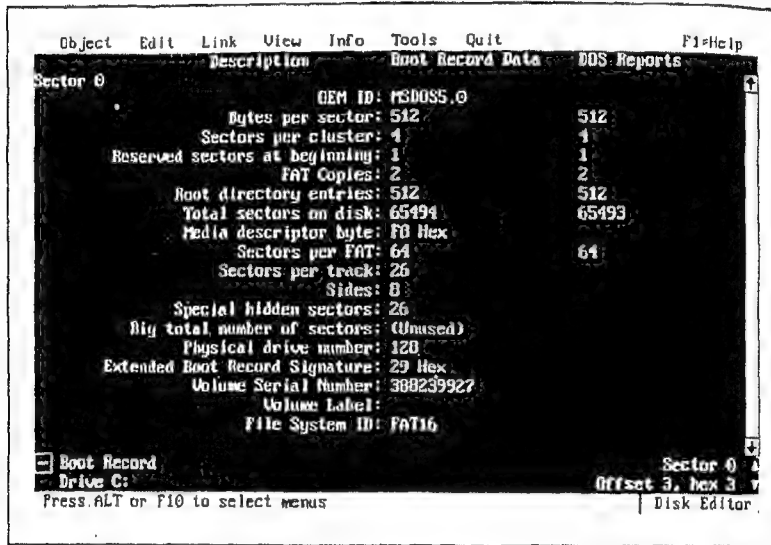 Object Edit Link View Info Tools Quit F1=Help
Description Boot Record Data DOS Reports
Sector 0
OEM ID: MSDOS5.0
Bytes per sector: 512 512
Sectors per cluster: 4 4
Reserved sectors at beginning: 1 1
FAT Copies: 2 2
Root directory entries: 512 512
Total sectors on disk: 65494 65493
Media descriptor byte: F8 Hex
Sectors per FAT: 64 64
Sectors per track: 26
Sides: 8
Special hidden sectors: 26
Big total number of sectors: (Unused)
Physical drive number: 128
Extended Boot Record Signature: 29 Hex
Volume Serial Number: 388239927
Volume Label:
File System ID: FAT16
Boot Record Sector 0
Drive C: Offset 3, hex 3
Press ALT or F10 to select menus Disk Editor